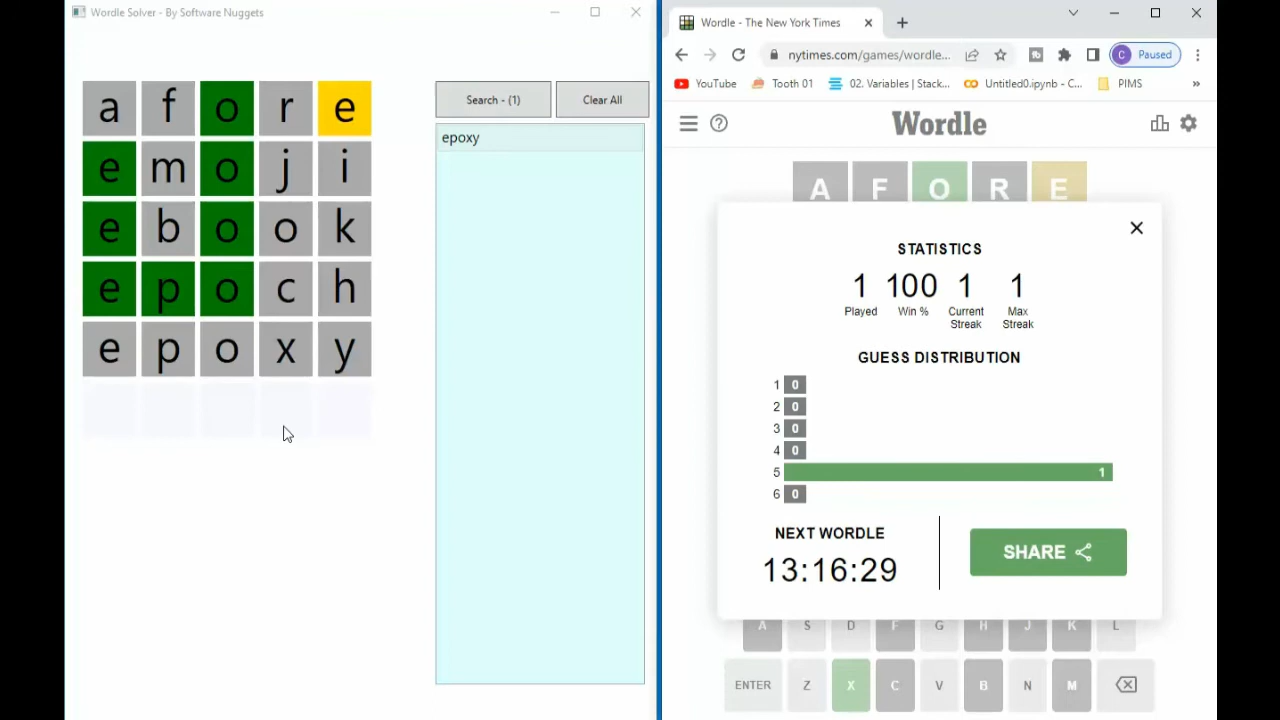 Wordle Solver - By Software Nuggets
a f o r e
e m o j i
e b o o k
e p o c h
e p o x y
Search - (1)
Clear All
epoxy
Wordle - The New York Times
nytimes.com/games/wordle...
C Paused
YouTube
Tooth 01
02. Variables | Stack...
Untitled0.ipynb - C...
PIMS
»
Wordle
A F O R E
STATISTICS
1 100 1 1
Played Win % Current Streak Max Streak
GUESS DISTRIBUTION
1 0
2 0
3 0
4 0
5 1
6 0
NEXT WORDLE
13:16:29
SHARE
A S D F G H J K L
ENTER Z X C V B N M